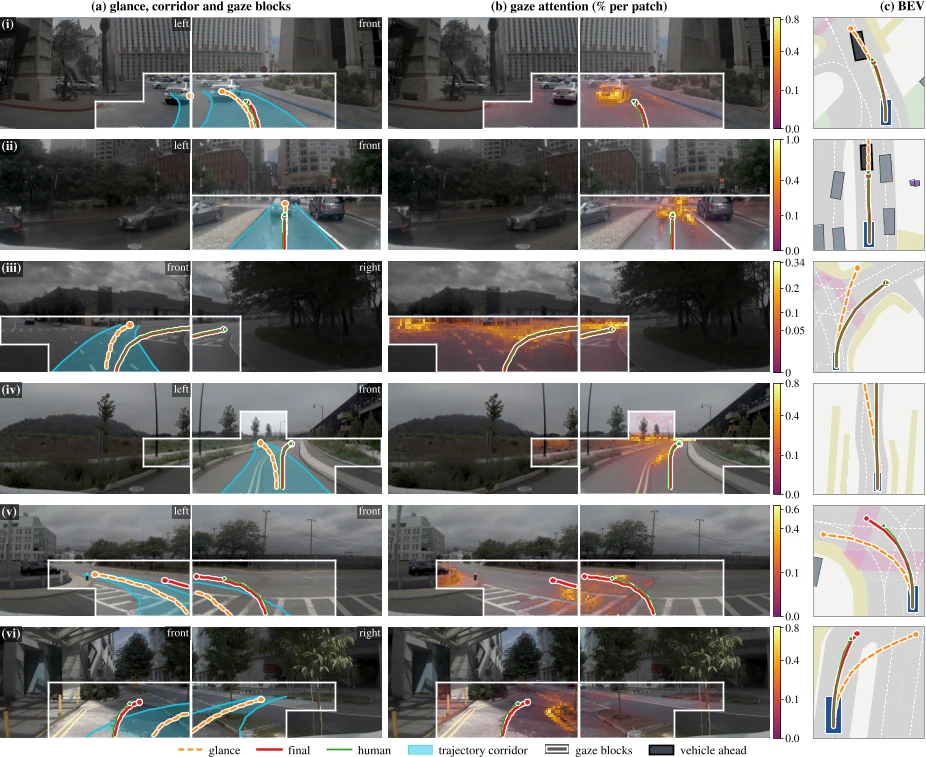 (a) glance, corridor and gaze blocks
(b) gaze attention (% per patch)
(c) BEV
(i)
left
front
0.8
0.4
0.1
0.0
(ii)
left
front
1.0
0.4
0.1
0.0
(iii)
front
right
0.34
0.2
0.1
0.05
0
(iv)
left
front
0.8
0.4
0.1
0.0
(v)
left
front
0.6
0.4
0.1
0.0
(vi)
front
right
0.8
0.4
0.1
0.0
glance
final
human
trajectory corridor
gaze blocks
vehicle ahead